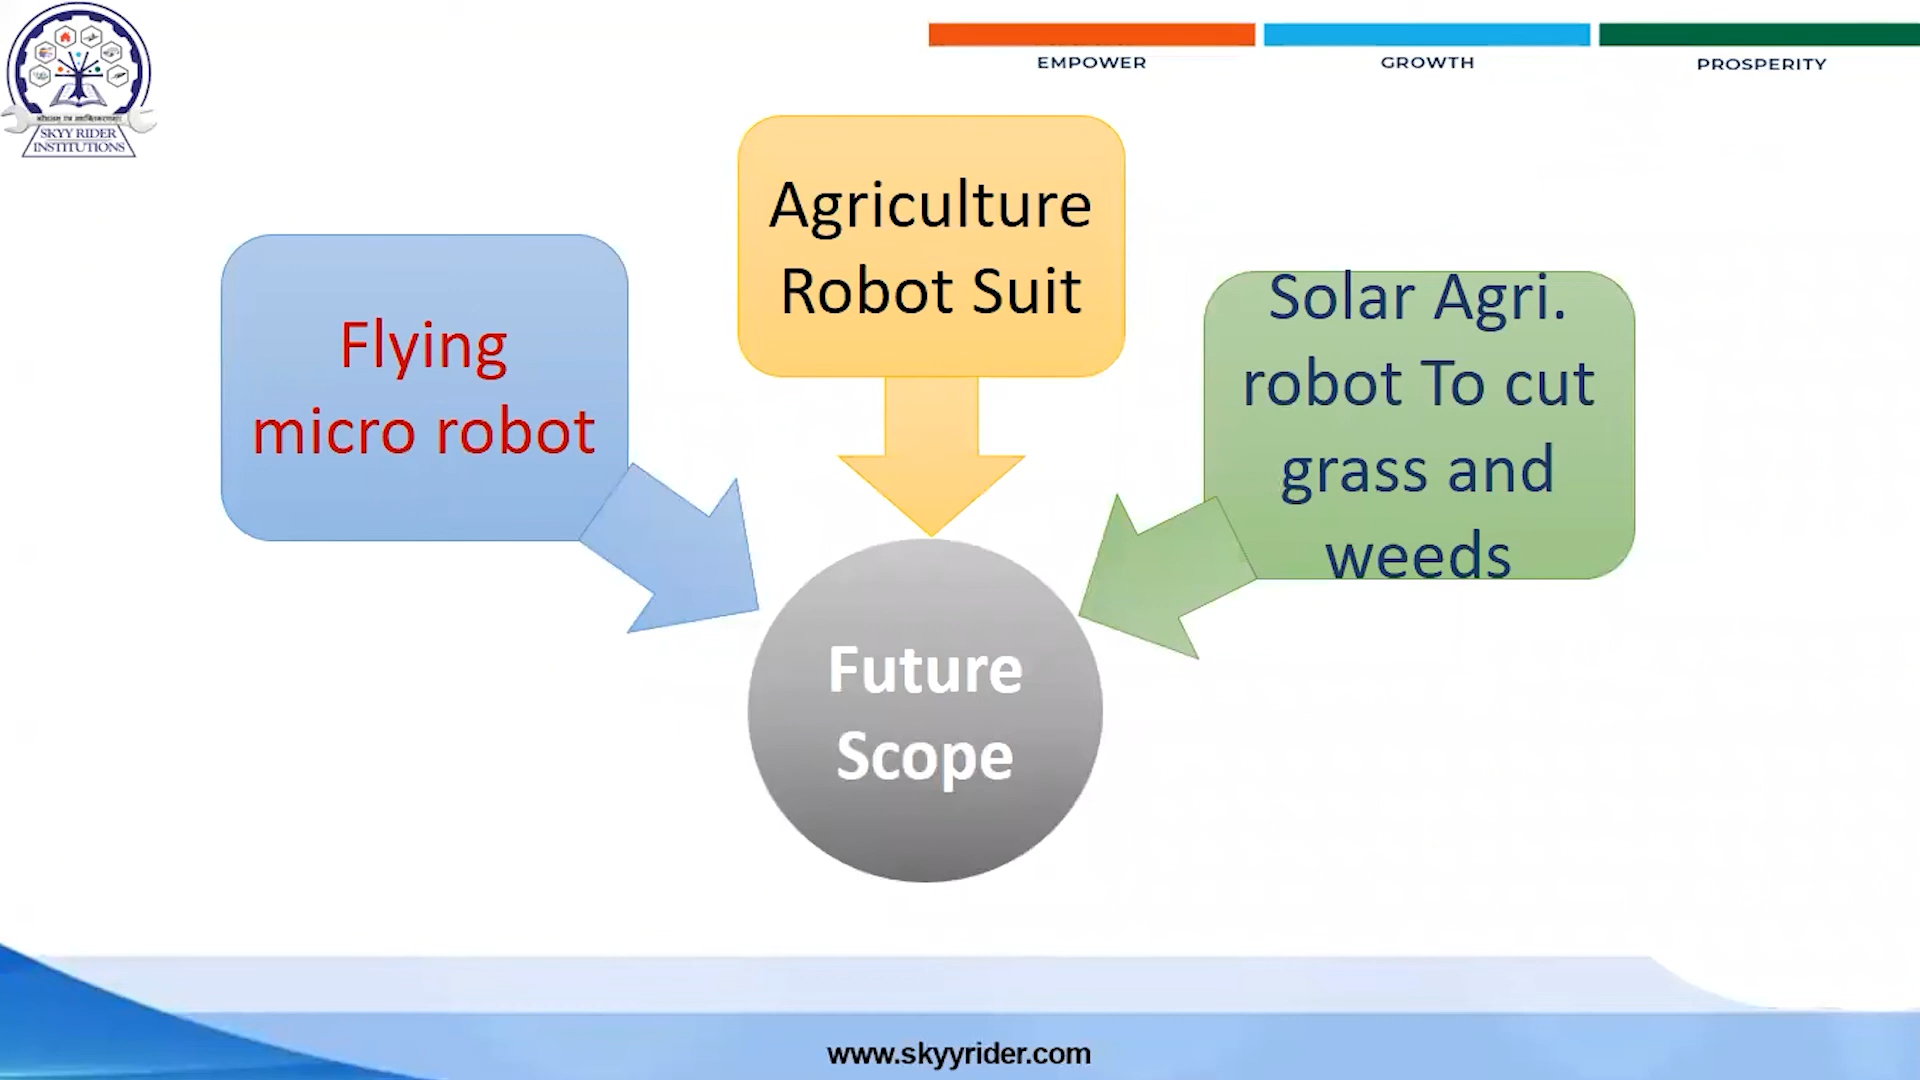 SKYY RIDER
INSTITUTIONS
EMPOWER
GROWTH
PROSPERITY
Flying
micro robot
Agriculture
Robot Suit
Solar Agri.
robot To cut
grass and
weeds
Future
Scope
www.skyyrider.com